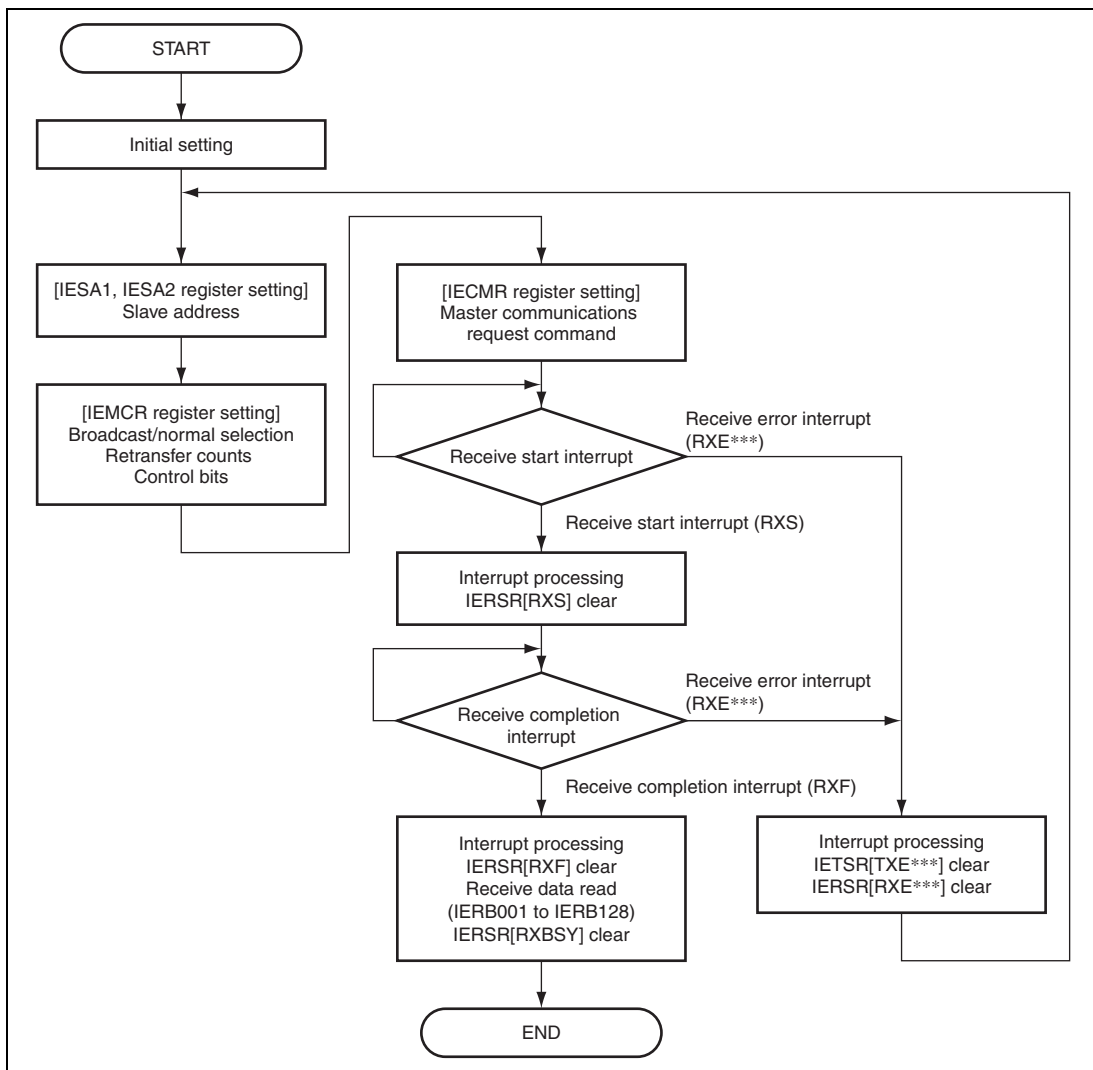 START
Initial setting
[IESA1, IESA2 register setting]
Slave address
[IEMCR register setting]
Broadcast/normal selection
Retransfer counts
Control bits
[IECMR register setting]
Master communications
request command
Receive start interrupt
Receive error interrupt
(RXE***)
Receive start interrupt (RXS)
Interrupt processing
IERSR[RXS] clear
Receive completion
interrupt
Receive error interrupt
(RXE***)
Receive completion interrupt (RXF)
Interrupt processing
IERSR[RXF] clear
Receive data read
(IERB001 to IERB128)
IERSR[RXBSY] clear
Interrupt processing
IETSR[TXE***] clear
IERSR[RXE***] clear
END